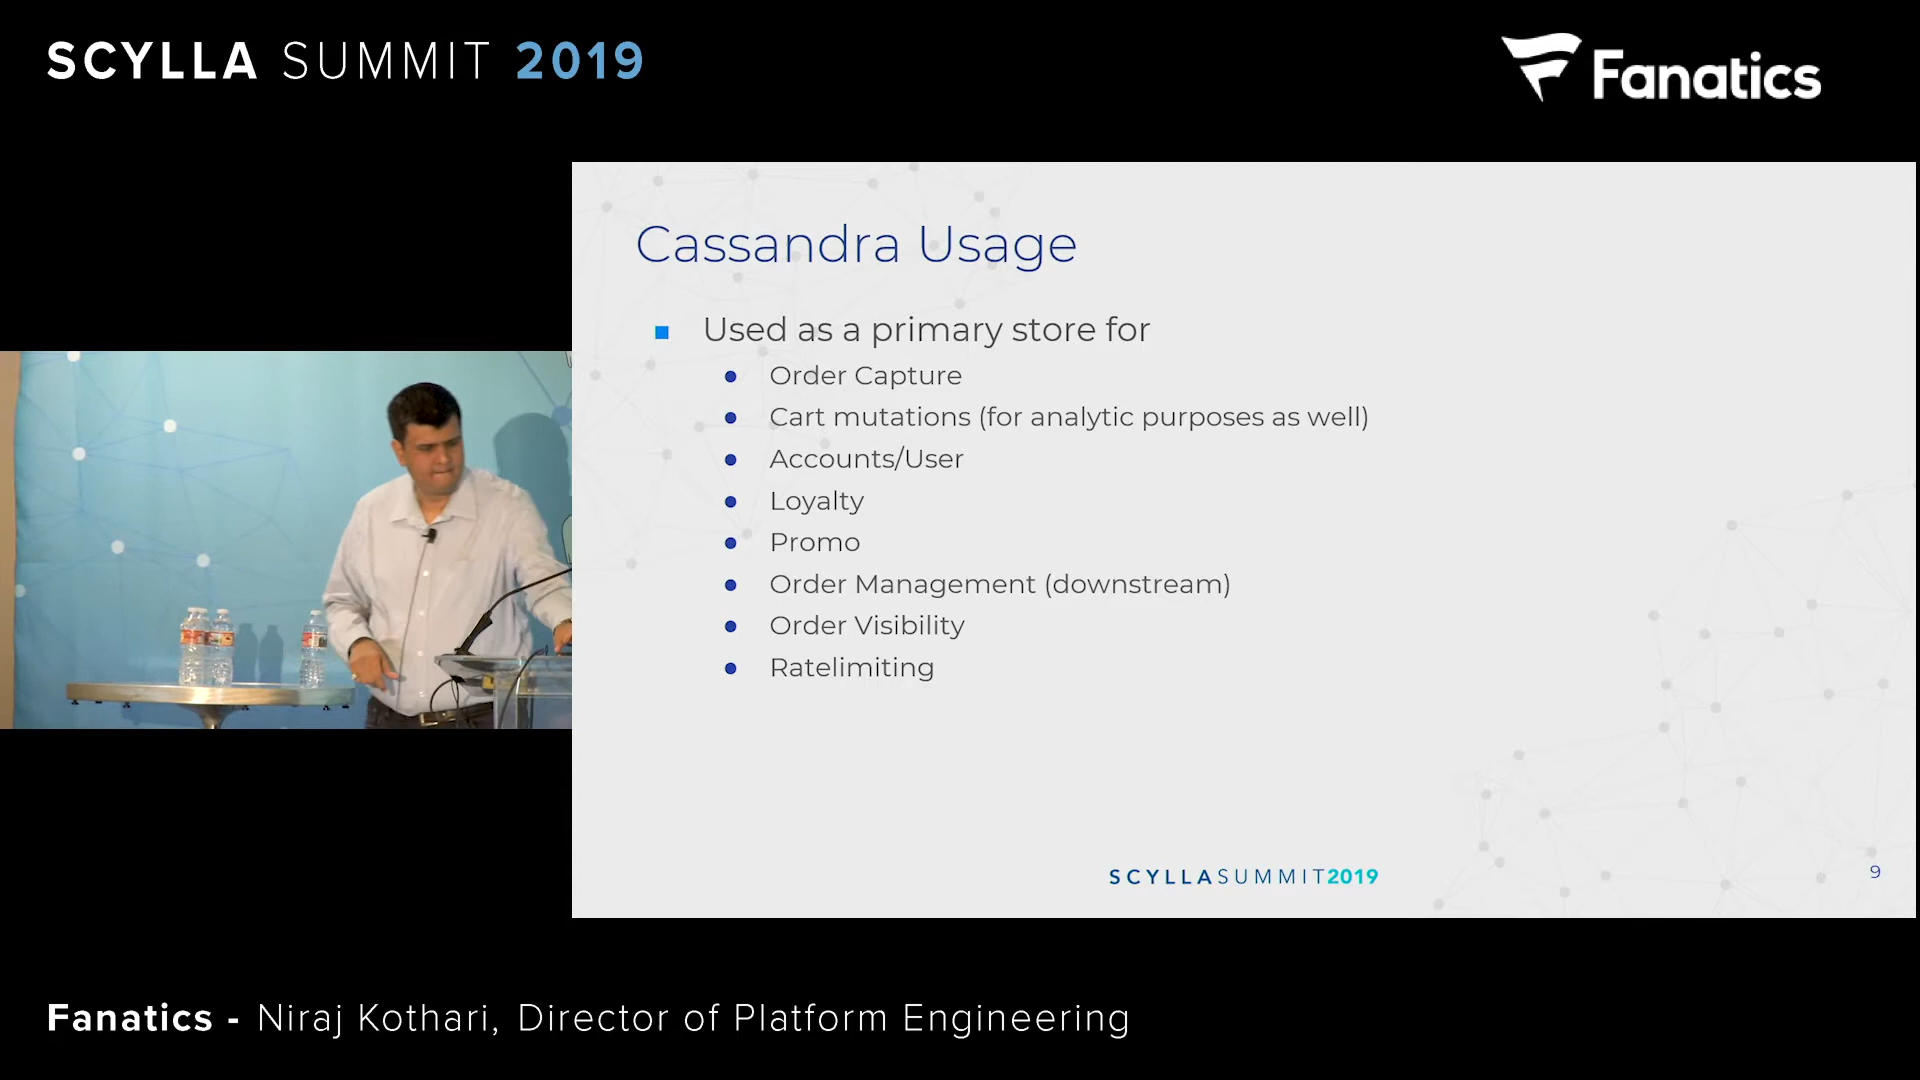 SCYLLA SUMMIT 2019
Fanatics
Cassandra Usage
Used as a primary store for
Order Capture
Cart mutations (for analytic purposes as well)
Accounts/User
Loyalty
Promo
Order Management (downstream)
Order Visibility
Ratelimiting
SCYLLASUMMIT2019
9
Fanatics - Niraj Kothari, Director of Platform Engineering